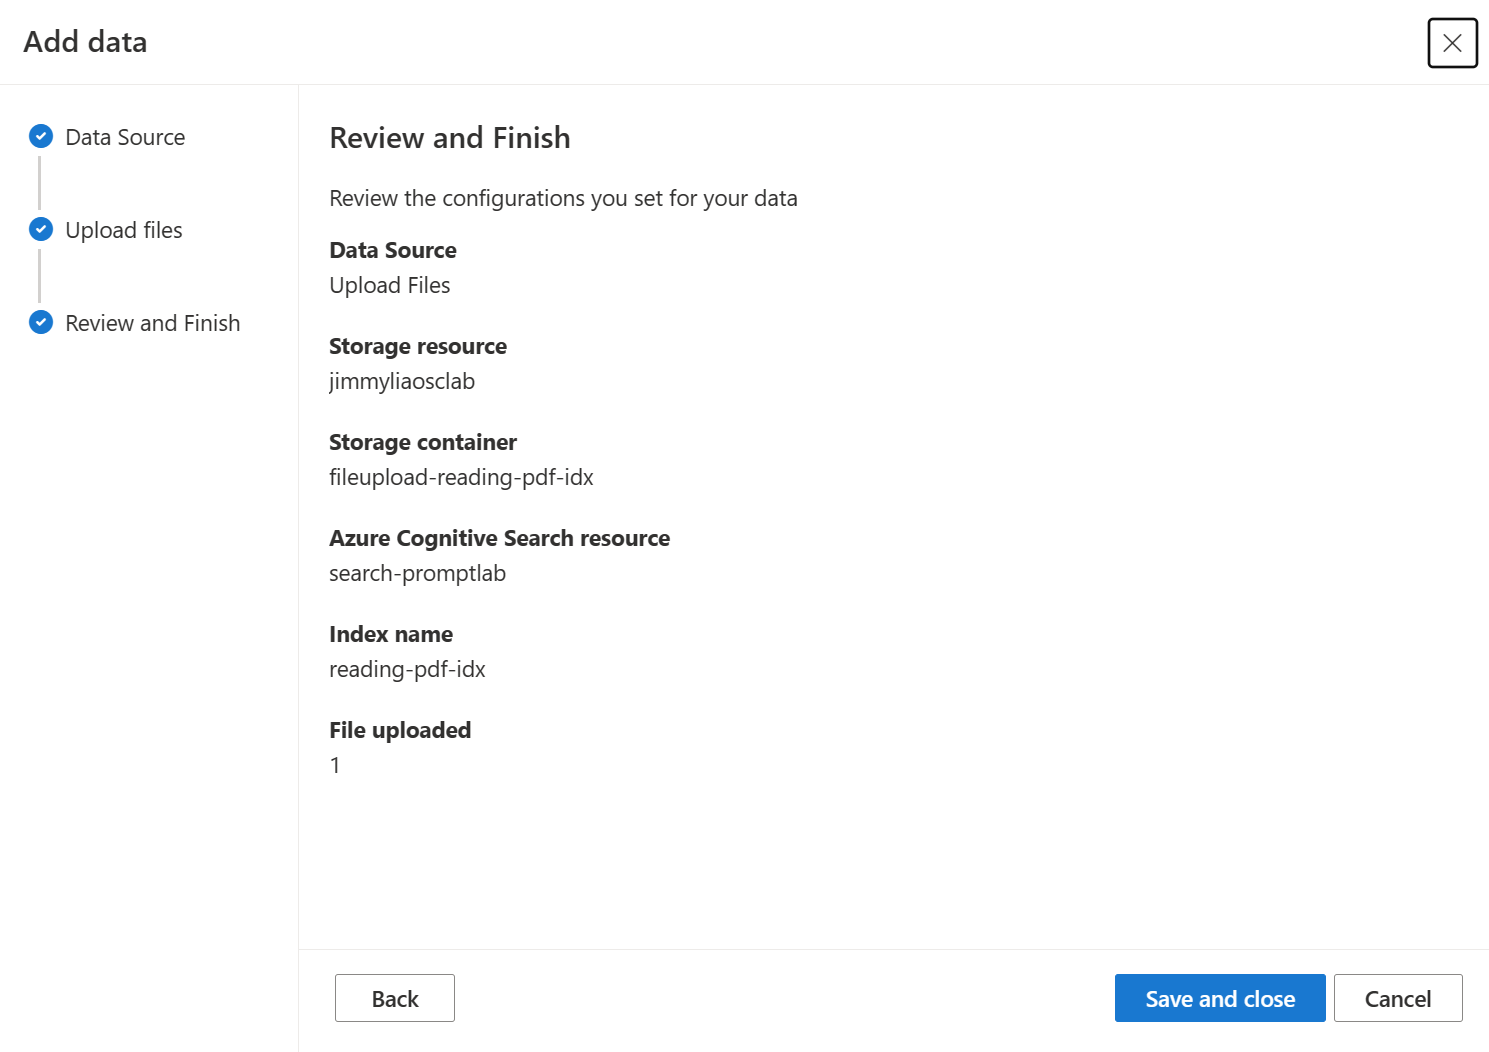 Add data
Data Source
Upload files
Review and Finish
Review and Finish
Review the configurations you set for your data
Data Source
Upload Files
Storage resource
jimmyliaosclab
Storage container
fileupload-reading-pdf-idx
Azure Cognitive Search resource
search-promptlab
Index name
reading-pdf-idx
File uploaded
1
Back
Save and close
Cancel